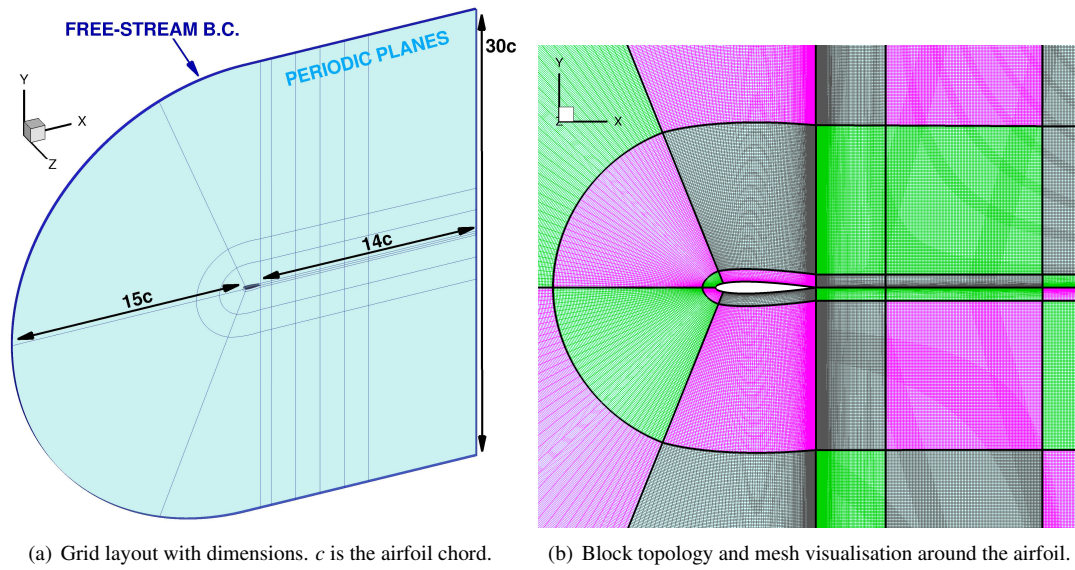 FREE-STREAM B.C.
PERIODIC PLANES
30c
Y
X
Z
14c
15c
Y
Z
X
(a) Grid layout with dimensions. c is the airfoil chord.
(b) Block topology and mesh visualisation around the airfoil.